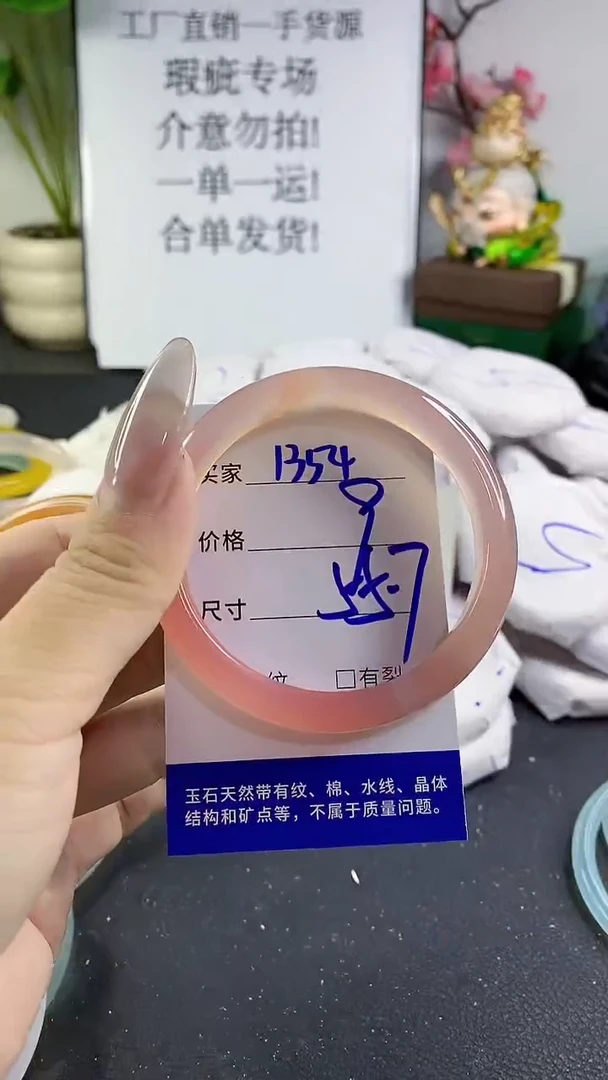 工厂直销一手货源
瑕疵专场
介意勿拍!
一单一运!
合单发货!
买家 1354
价格
尺寸
纹 □有裂
玉石天然带有纹、棉、水线、晶体
结构和矿点等，不属于质量问题。